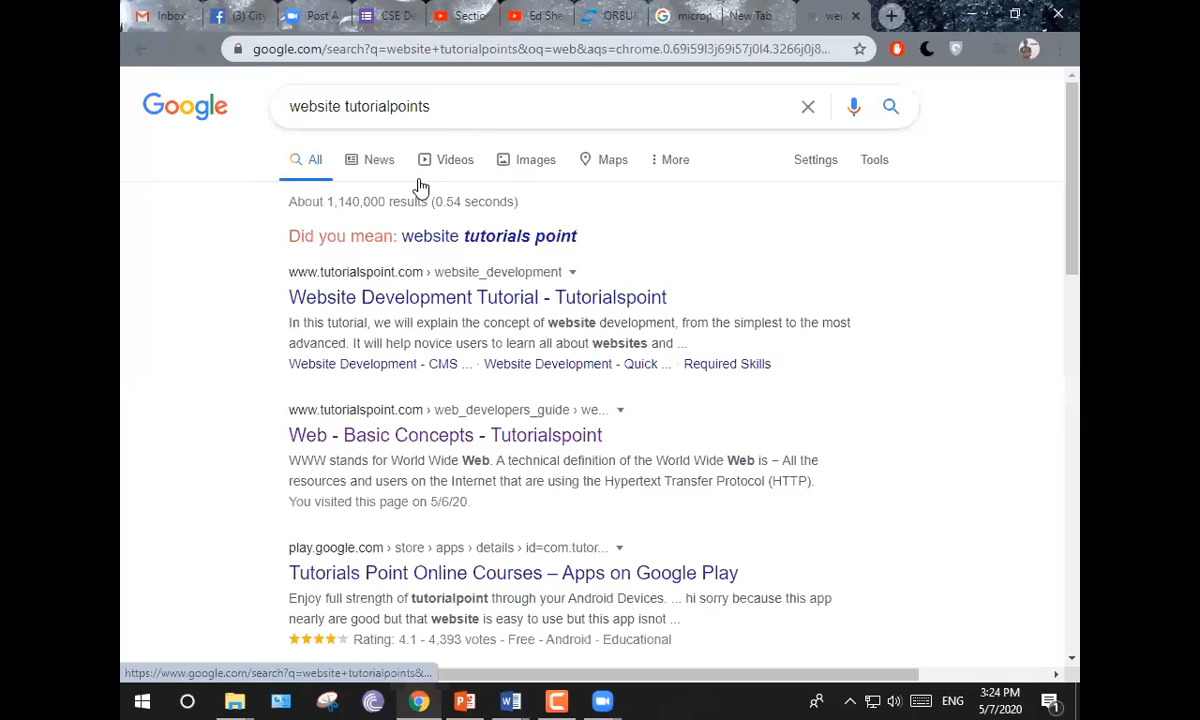 Inbox
(3) City
Post A
CSE De
Sectio
Ed She
ORBU
microp
New Tab
we
google.com/search?q=website+tutorialpoints&oq=web&aqs=chrome.0.69i59l3j69i57j0l4.3266j0j8...
Google
website tutorialpoints
All News Videos Images Maps More Settings Tools
About 1,140,000 results (0.54 seconds)
Did you mean: website tutorials point
www.tutorialspoint.com › website_development
Website Development Tutorial - Tutorialspoint
In this tutorial, we will explain the concept of website development, from the simplest to the most
advanced. It will help novice users to learn all about websites and ...
Website Development - CMS ... · Website Development - Quick ... · Required Skills
www.tutorialspoint.com › web_developers_guide › we...
Web - Basic Concepts - Tutorialspoint
WWW stands for World Wide Web. A technical definition of the World Wide Web is − All the
resources and users on the Internet that are using the Hypertext Transfer Protocol (HTTP).
You visited this page on 5/6/20.
play.google.com › store › apps › details › id=com.tutor...
Tutorials Point Online Courses – Apps on Google Play
Enjoy full strength of tutorialpoint through your Android Devices. ... hi sorry because this app
nearly are good but that website is easy to use but this app isnot ...
Rating: 4.1 - 4,393 votes - Free - Android - Educational
https://www.google.com/search?q=website+tutorialpoints&...
ENG
3:24 PM
5/7/2020
1